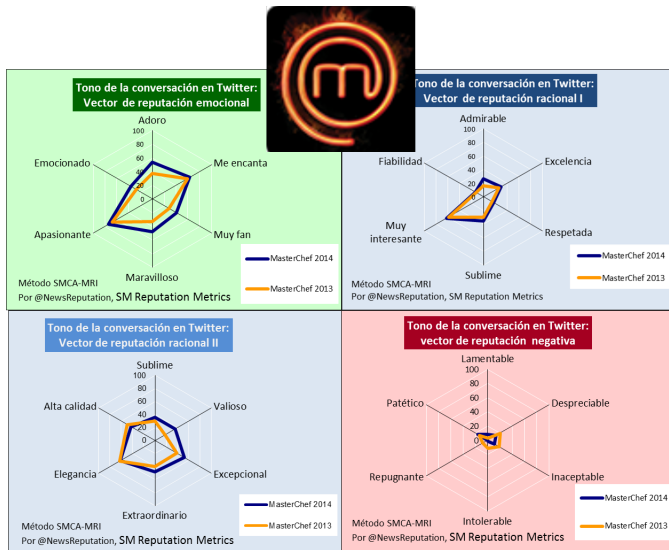 Tono de la conversación en Twitter:
Vector de reputación emocional
Adoro
100
80
60
40
20
0
Me encanta
Muy fan
Maravilloso
Apasionante
Emocionado
MasterChef 2014
MasterChef 2013
Método SMCA-MRI
Por @NewsReputation, SM Reputation Metrics
m
Tono de la conversación en Twitter:
Vector de reputación racional I
Admirable
100
80
60
40
20
0
Excelencia
Respetada
Sublime
Muy
interesante
Fiabilidad
MasterChef 2014
MasterChef 2013
Método SMCA-MRI
Por @NewsReputation, SM Reputation Metrics
Tono de la conversación en Twitter:
Vector de reputación racional II
Sublime
100
80
60
40
20
0
Valioso
Excepcional
Extraordinario
Elegancia
Alta calidad
MasterChef 2014
MasterChef 2013
Método SMCA-MRI
Por @NewsReputation, SM Reputation Metrics
Tono de la conversación en Twitter:
vector de reputación negativa
Lamentable
100
80
60
40
20
0
Despreciable
Inaceptable
Intolerable
Repugnante
Patético
MasterChef 2014
MasterChef 2013
Método SMCA-MRI
Por @NewsReputation, SM Reputation Metrics